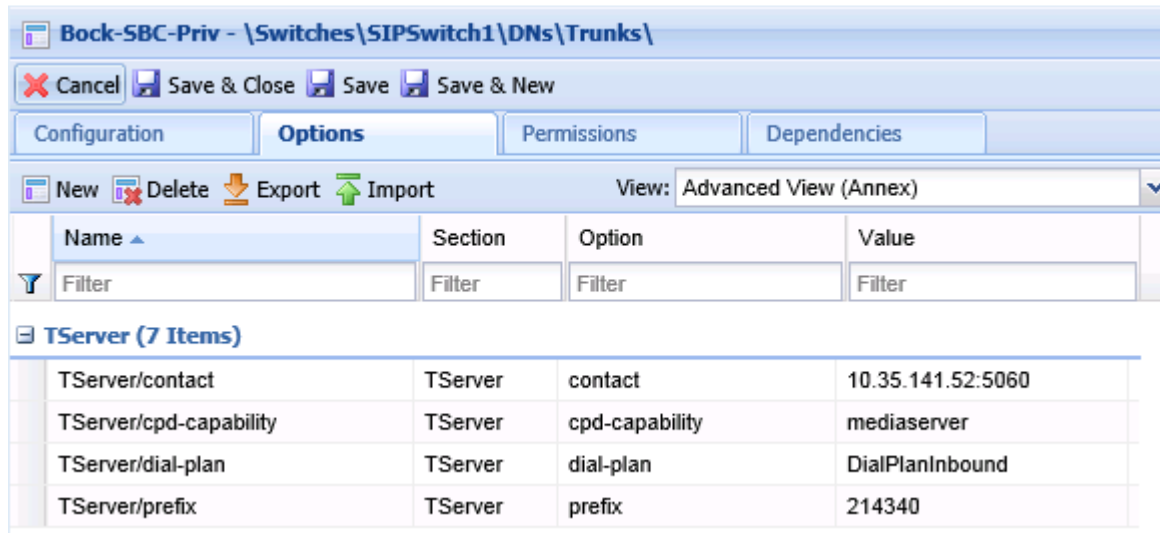 Bock-SBC-Priv - \Switches\SIPSwitch1\DNs\Trunks\
Cancel Save & Close Save Save & New
Configuration Options Permissions Dependencies
New Delete Export Import View: Advanced View (Annex)
Name Section Option Value
Filter Filter Filter Filter
TServer (7 Items)
TServer/contact TServer contact 10.35.141.52:5060
TServer/cpd-capability TServer cpd-capability mediaserver
TServer/dial-plan TServer dial-plan DialPlanInbound
TServer/prefix TServer prefix 214340